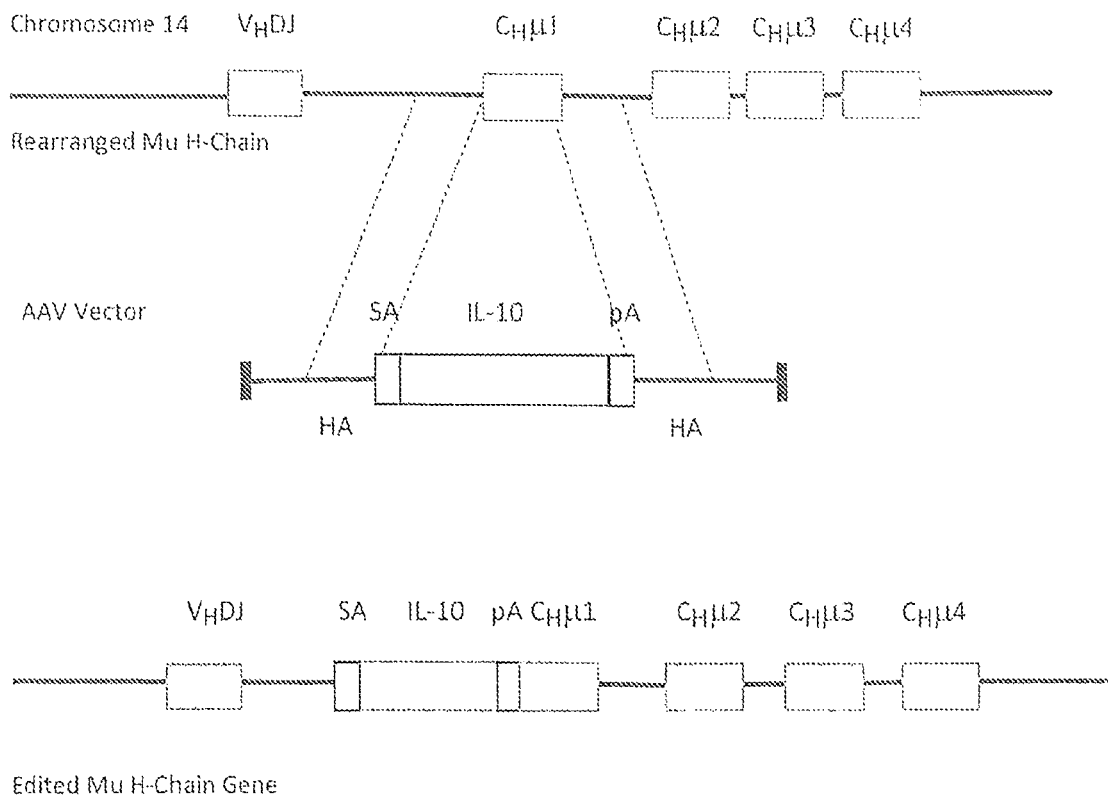 Chromosome 14 VHDJ CHμ1 CHμ2 CHμ3 CHμ4
Rearranged Mu H-Chain
AAV Vector SA IL-10 pA
HA HA
VHDJ SA IL-10 pA CHμ1 CHμ2 CHμ3 CHμ4
Edited Mu H-Chain Gene